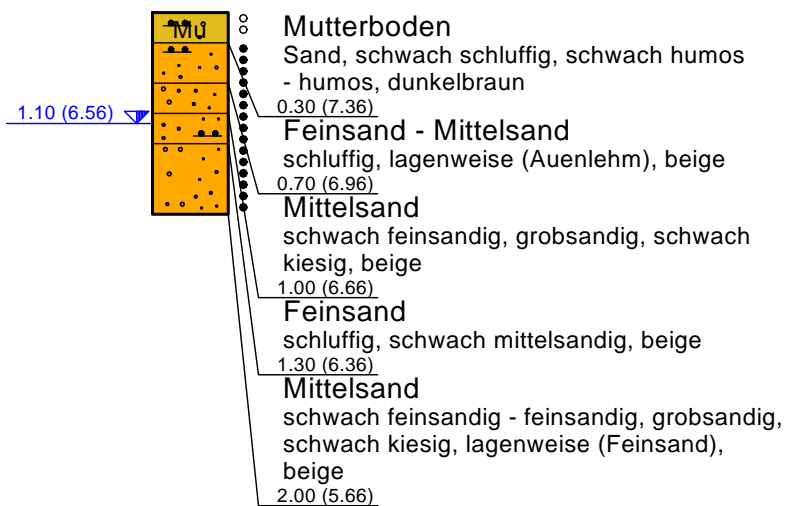 Mu
Mutterboden
Sand, schwach schluffig, schwach humos
- humos, dunkelbraun
0.30 (7.36)
1.10 (6.56)
Feinsand - Mittelsand
schluffig, lagenweise (Auenlehm), beige
0.70 (6.96)
Mittelsand
schwach feinsandig, grobsandig, schwach
kiesig, beige
1.00 (6.66)
Feinsand
schluffig, schwach mittelsandig, beige
1.30 (6.36)
Mittelsand
schwach feinsandig - feinsandig, grobsandig,
schwach kiesig, lagenweise (Feinsand),
beige
2.00 (5.66)